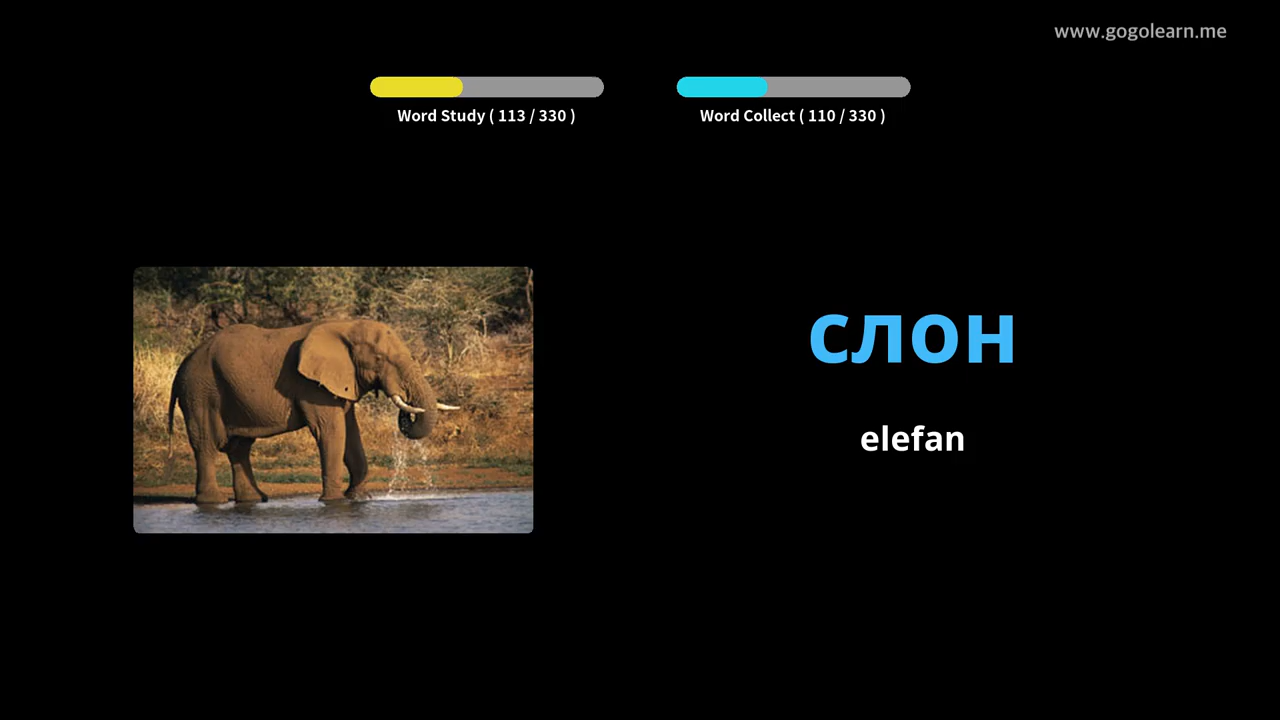 www.gogolearn.me
Word Study ( 113 / 330 )
Word Collect ( 110 / 330 )
слон
elefan